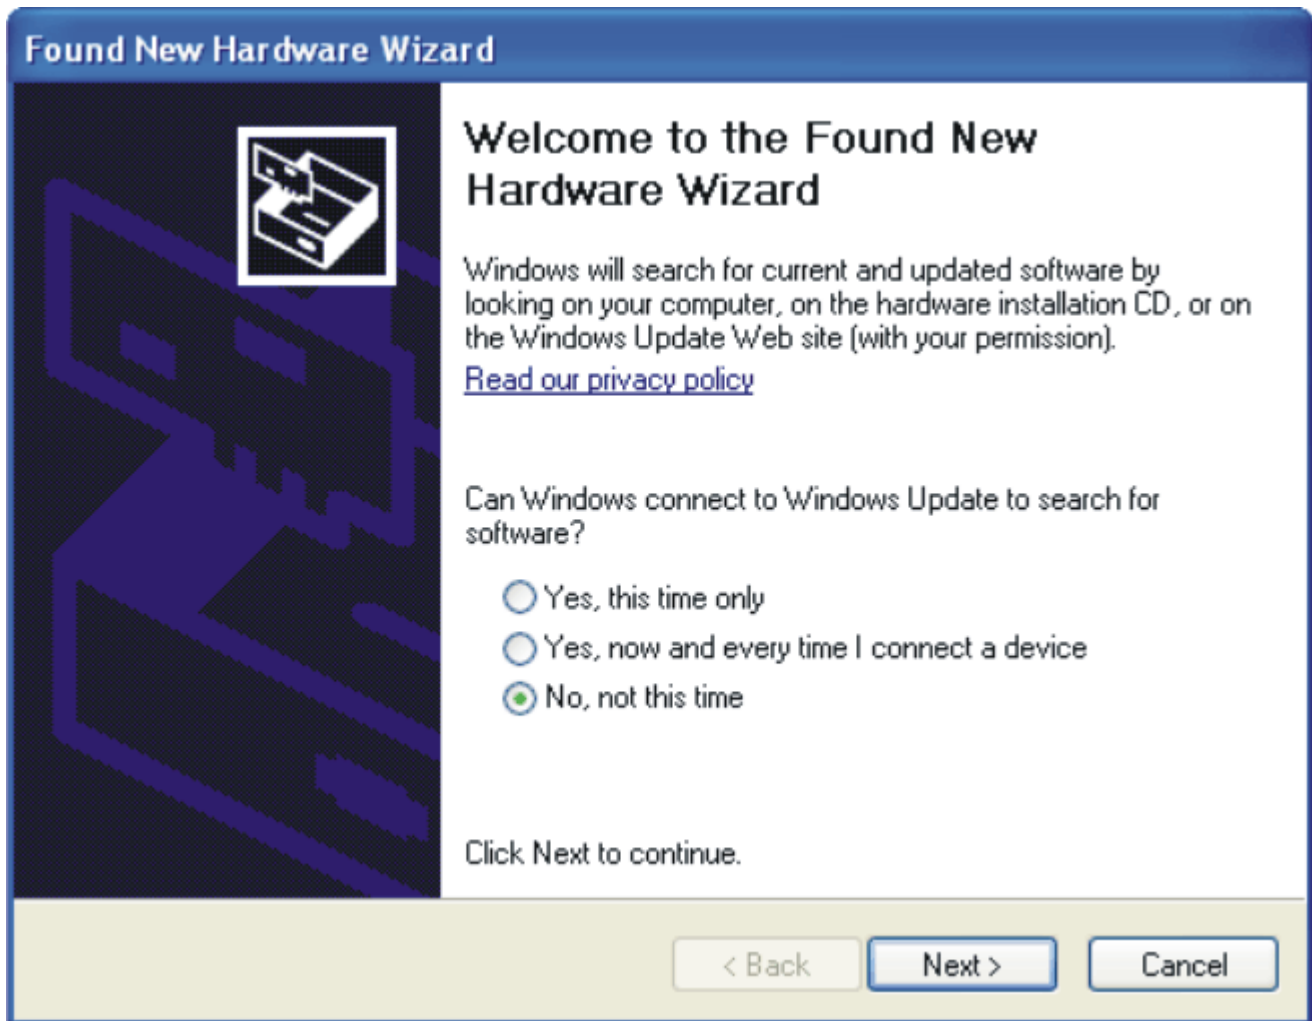 Found New Hardware Wizard
Welcome to the Found New
Hardware Wizard
Windows will search for current and updated software by
looking on your computer, on the hardware installation CD, or on
the Windows Update Web site (with your permission).
Read our privacy policy
Can Windows connect to Windows Update to search for
software?
Yes, this time only
Yes, now and every time I connect a device
No, not this time
Click Next to continue.
< Back
Next >
Cancel